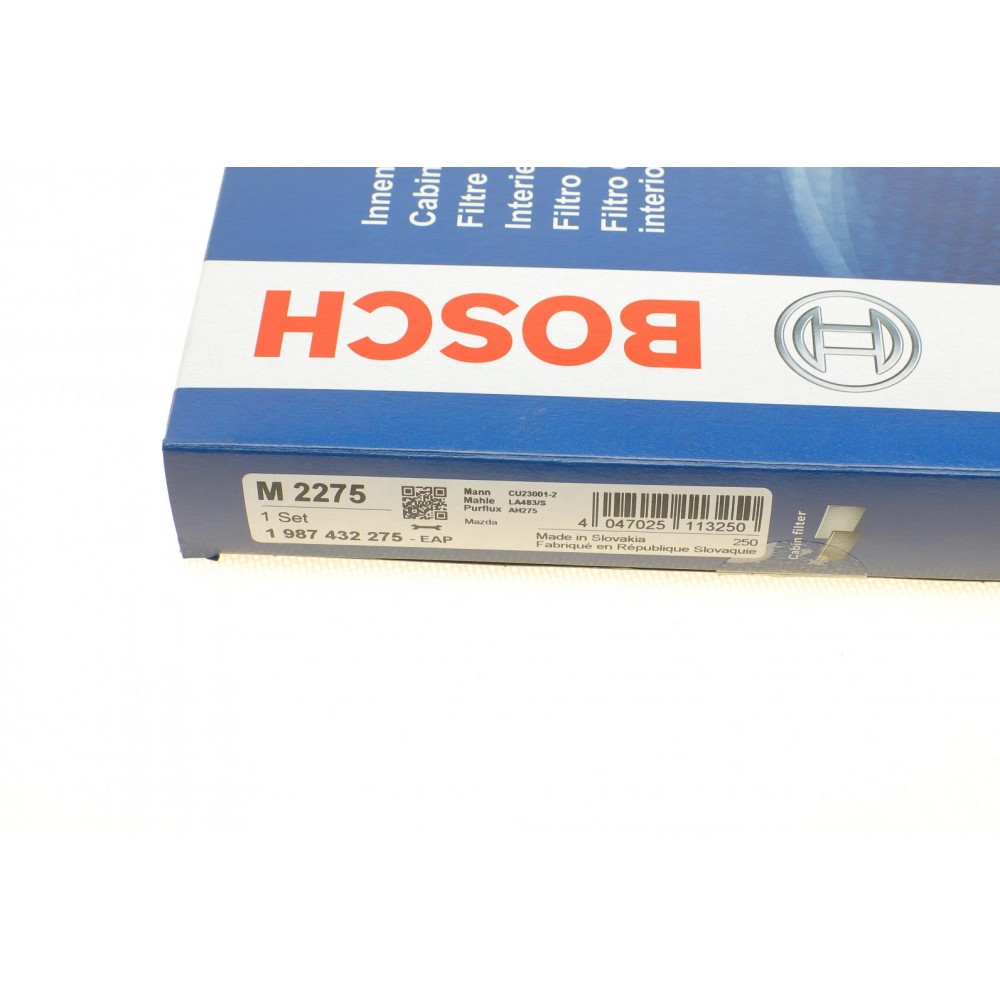 Innen
Cabin
Filtre
Interie
Filtro
Filtro
interio
BOSCH
M 2275
1 Set
1 987 432 275 - EAP
Mann CU23001-2
Mahle LA483/S
Purflux AH275
Mazda
4 047025 113250
Made in Slovakia 250
Fabriqué en République Slovaquie
Cabin filter